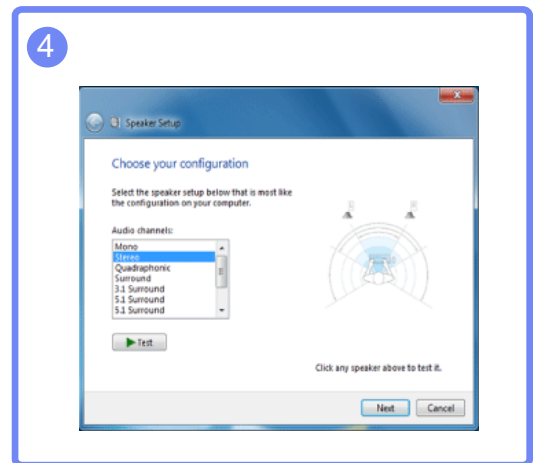 4
Speaker Setup
Choose your configuration
Select the speaker setup below that is most like
the configuration on your computer.
Audio channels:
Mono
Stereo
Quadraphonic
Surround
3.1 Surround
5.1 Surround
5.1 Surround
Test
Click any speaker above to test it.
Next
Cancel